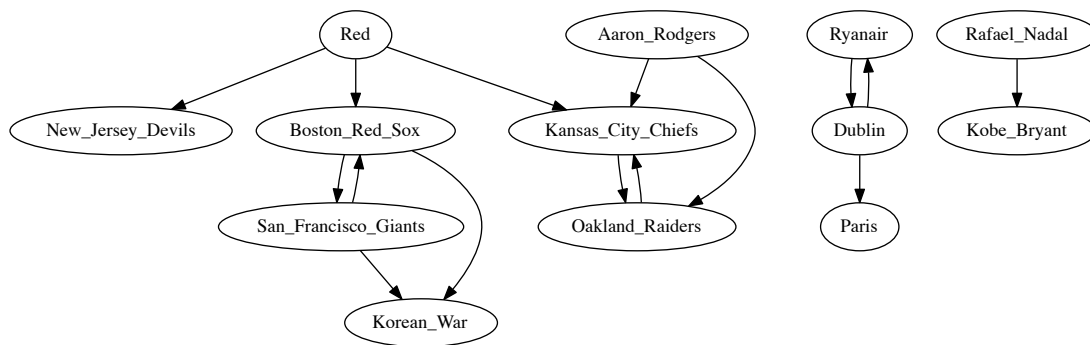 Red
Aaron_Rodgers
Ryanair
Rafael_Nadal
New_Jersey_Devils
Boston_Red_Sox
Kansas_City_Chiefs
Dublin
Kobe_Bryant
San_Francisco_Giants
Oakland_Raiders
Paris
Korean_War